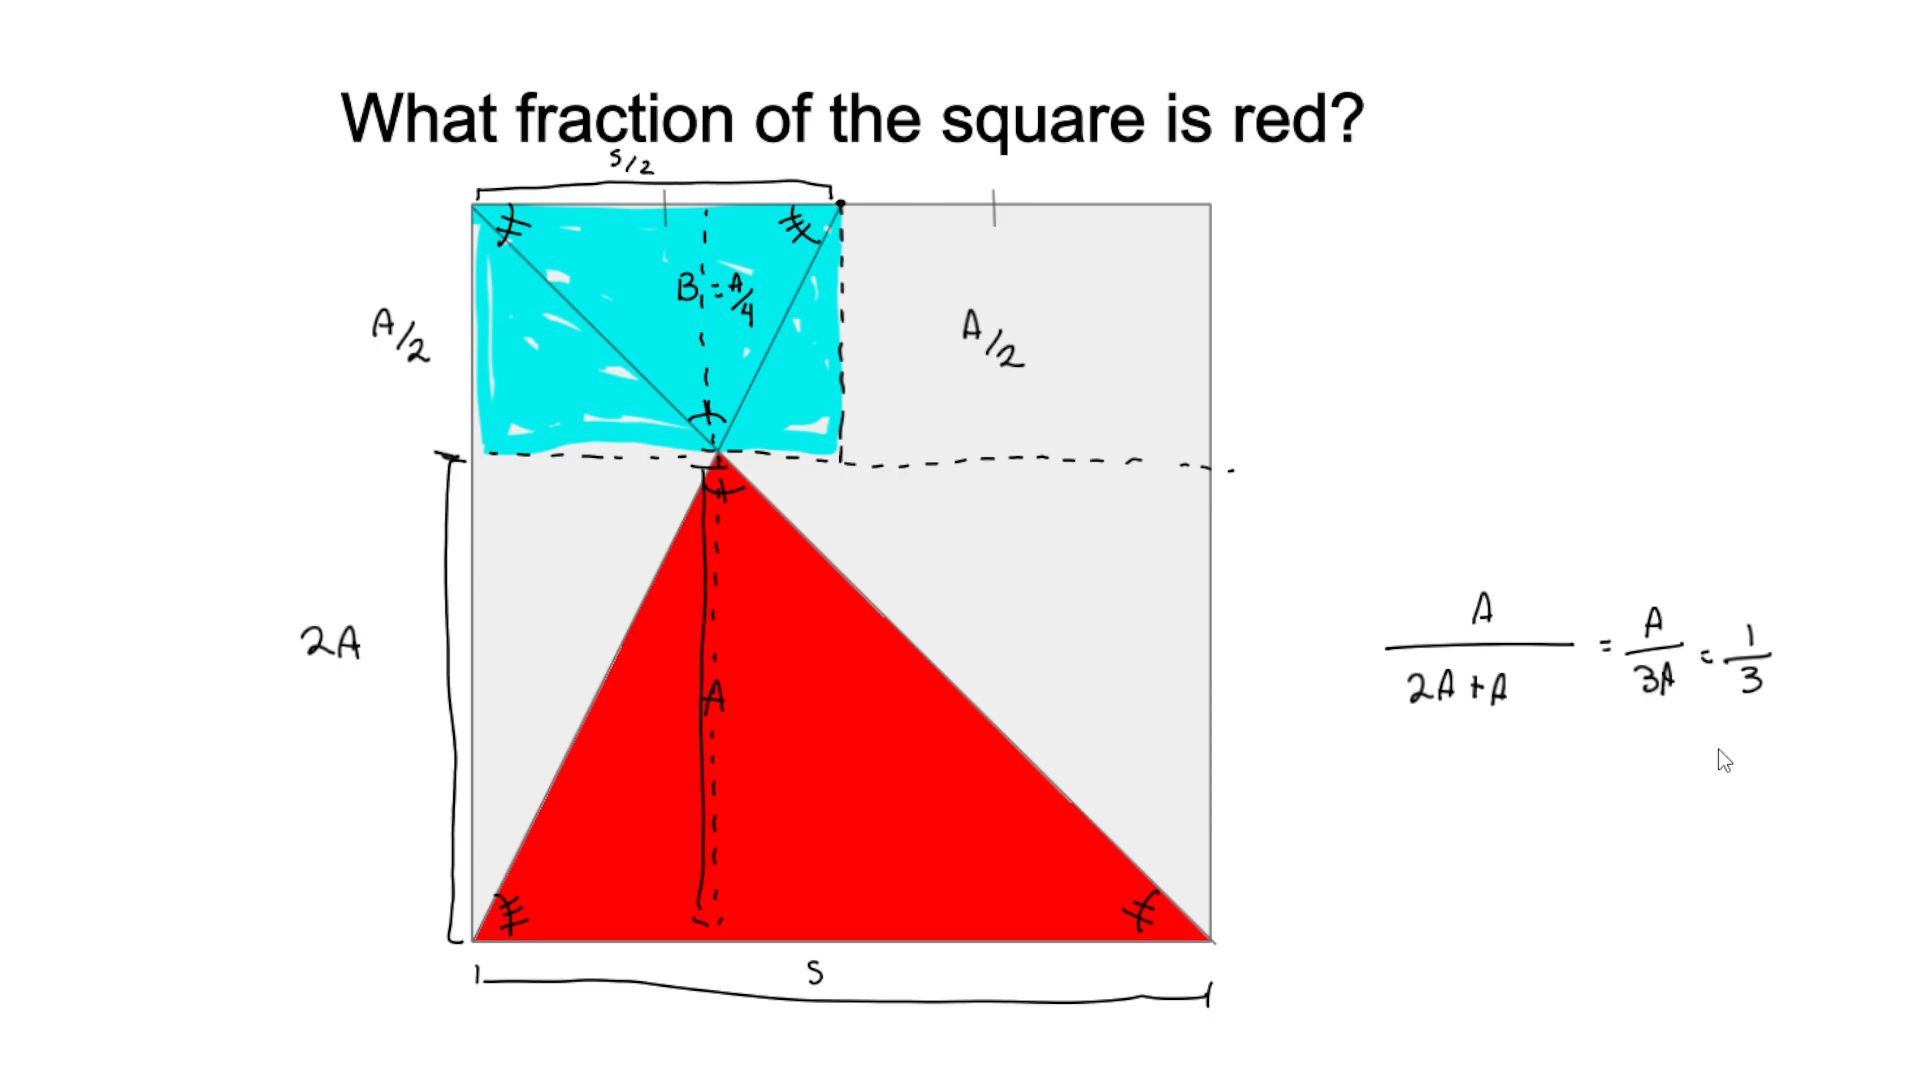 What fraction of the square is red?
S/2
B = A/4
A/2
A/2
2A
A
S
A / 2A + A = A / 3A = 1 / 3